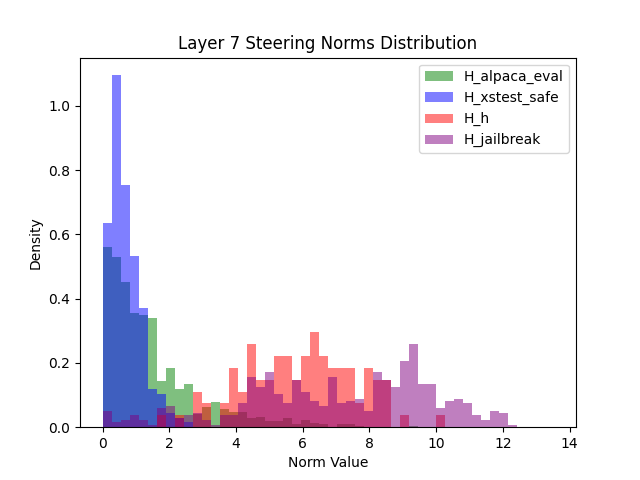 Layer 7 Steering Norms Distribution
H_alpaca_eval
H_xstest_safe
H_h
H_jailbreak
Density
1.0
0.8
0.6
0.4
0.2
0.0
0 2 4 6 8 10 12 14
Norm Value